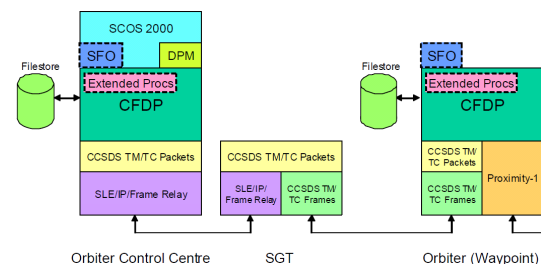 SCOS 2000
SFO
DPM
Filestore
Extended Procs
CFDP
CCSDS TM/TC Packets
SLE/IP/Frame Relay
Orbiter Control Centre
CCSDS TM/TC Packets
SLE/IP/
Frame Relay
CCSDS TM/
TC Frames
SGT
SFO
Filestore
Extended Procs
CFDP
CCSDS TM/
TC Packets
CCSDS TM/
TC Frames
Proximity-1
Orbiter (Waypoint)